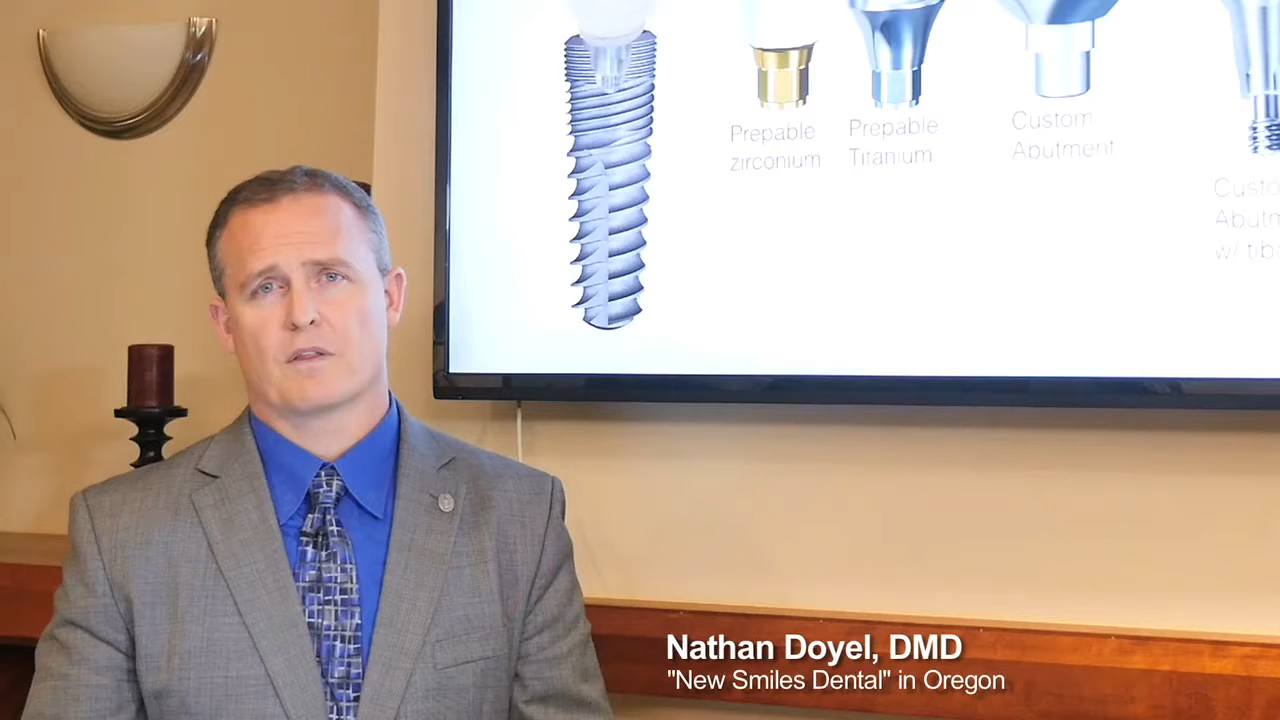 Prepable
zirconium
Prepable
Titanium
Custom
Abutment
w/
Nathan Doyel, DMD
"New Smiles Dental" in Oregon